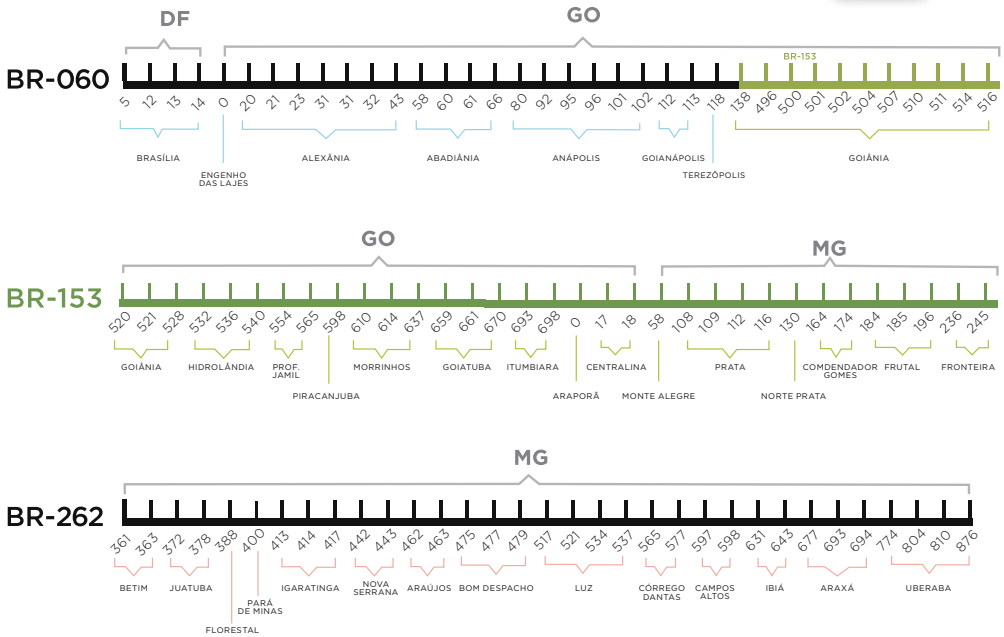 DF
GO
BR-153
BR-060
5 12 13 14 0 20 21 23 31 31 32 43 58 60 61 66 80 92 95 96 101 102 112 113 118 138 496 500 501 502 504 507 510 511 514 516
BRASÍLIA ALEXÂNIA ABADIÂNIA ANÁPOLIS GOIANÁPOLIS GOIÂNIA
ENGENHO
DAS LAJES
TEREZÓPOLIS
GO
MG
BR-153
520 521 528 532 536 540 554 565 598 610 614 637 659 661 670 693 698 0 17 18 58 108 109 112 116 130 164 174 184 185 196 236 245
GOIÂNIA HIDROLÂNDIA PROF.
JAMIL
MORRINHOS GOIATUBA ITUMBIARA CENTRALINA PRATA COMDENDADOR
GOMES
FRUTAL FRONTEIRA
PIRACANJUBA ARAPORÃ MONTE ALEGRE NORTE PRATA
MG
BR-262
361 363 372 378 388 400 413 414 417 442 443 462 463 475 477 479 517 521 534 537 565 577 597 598 631 643 677 693 694 774 804 810 876
BETIM JUATUBA IGARATINGA NOVA
SERRANA
ARAÚJOS BOM DESPACHO LUZ CÓRREGO
DANTAS
CAMPOS
ALTOS
IBIÁ ARAXÁ UBERABA
PARÁ
DE MINAS
FLORESTAL